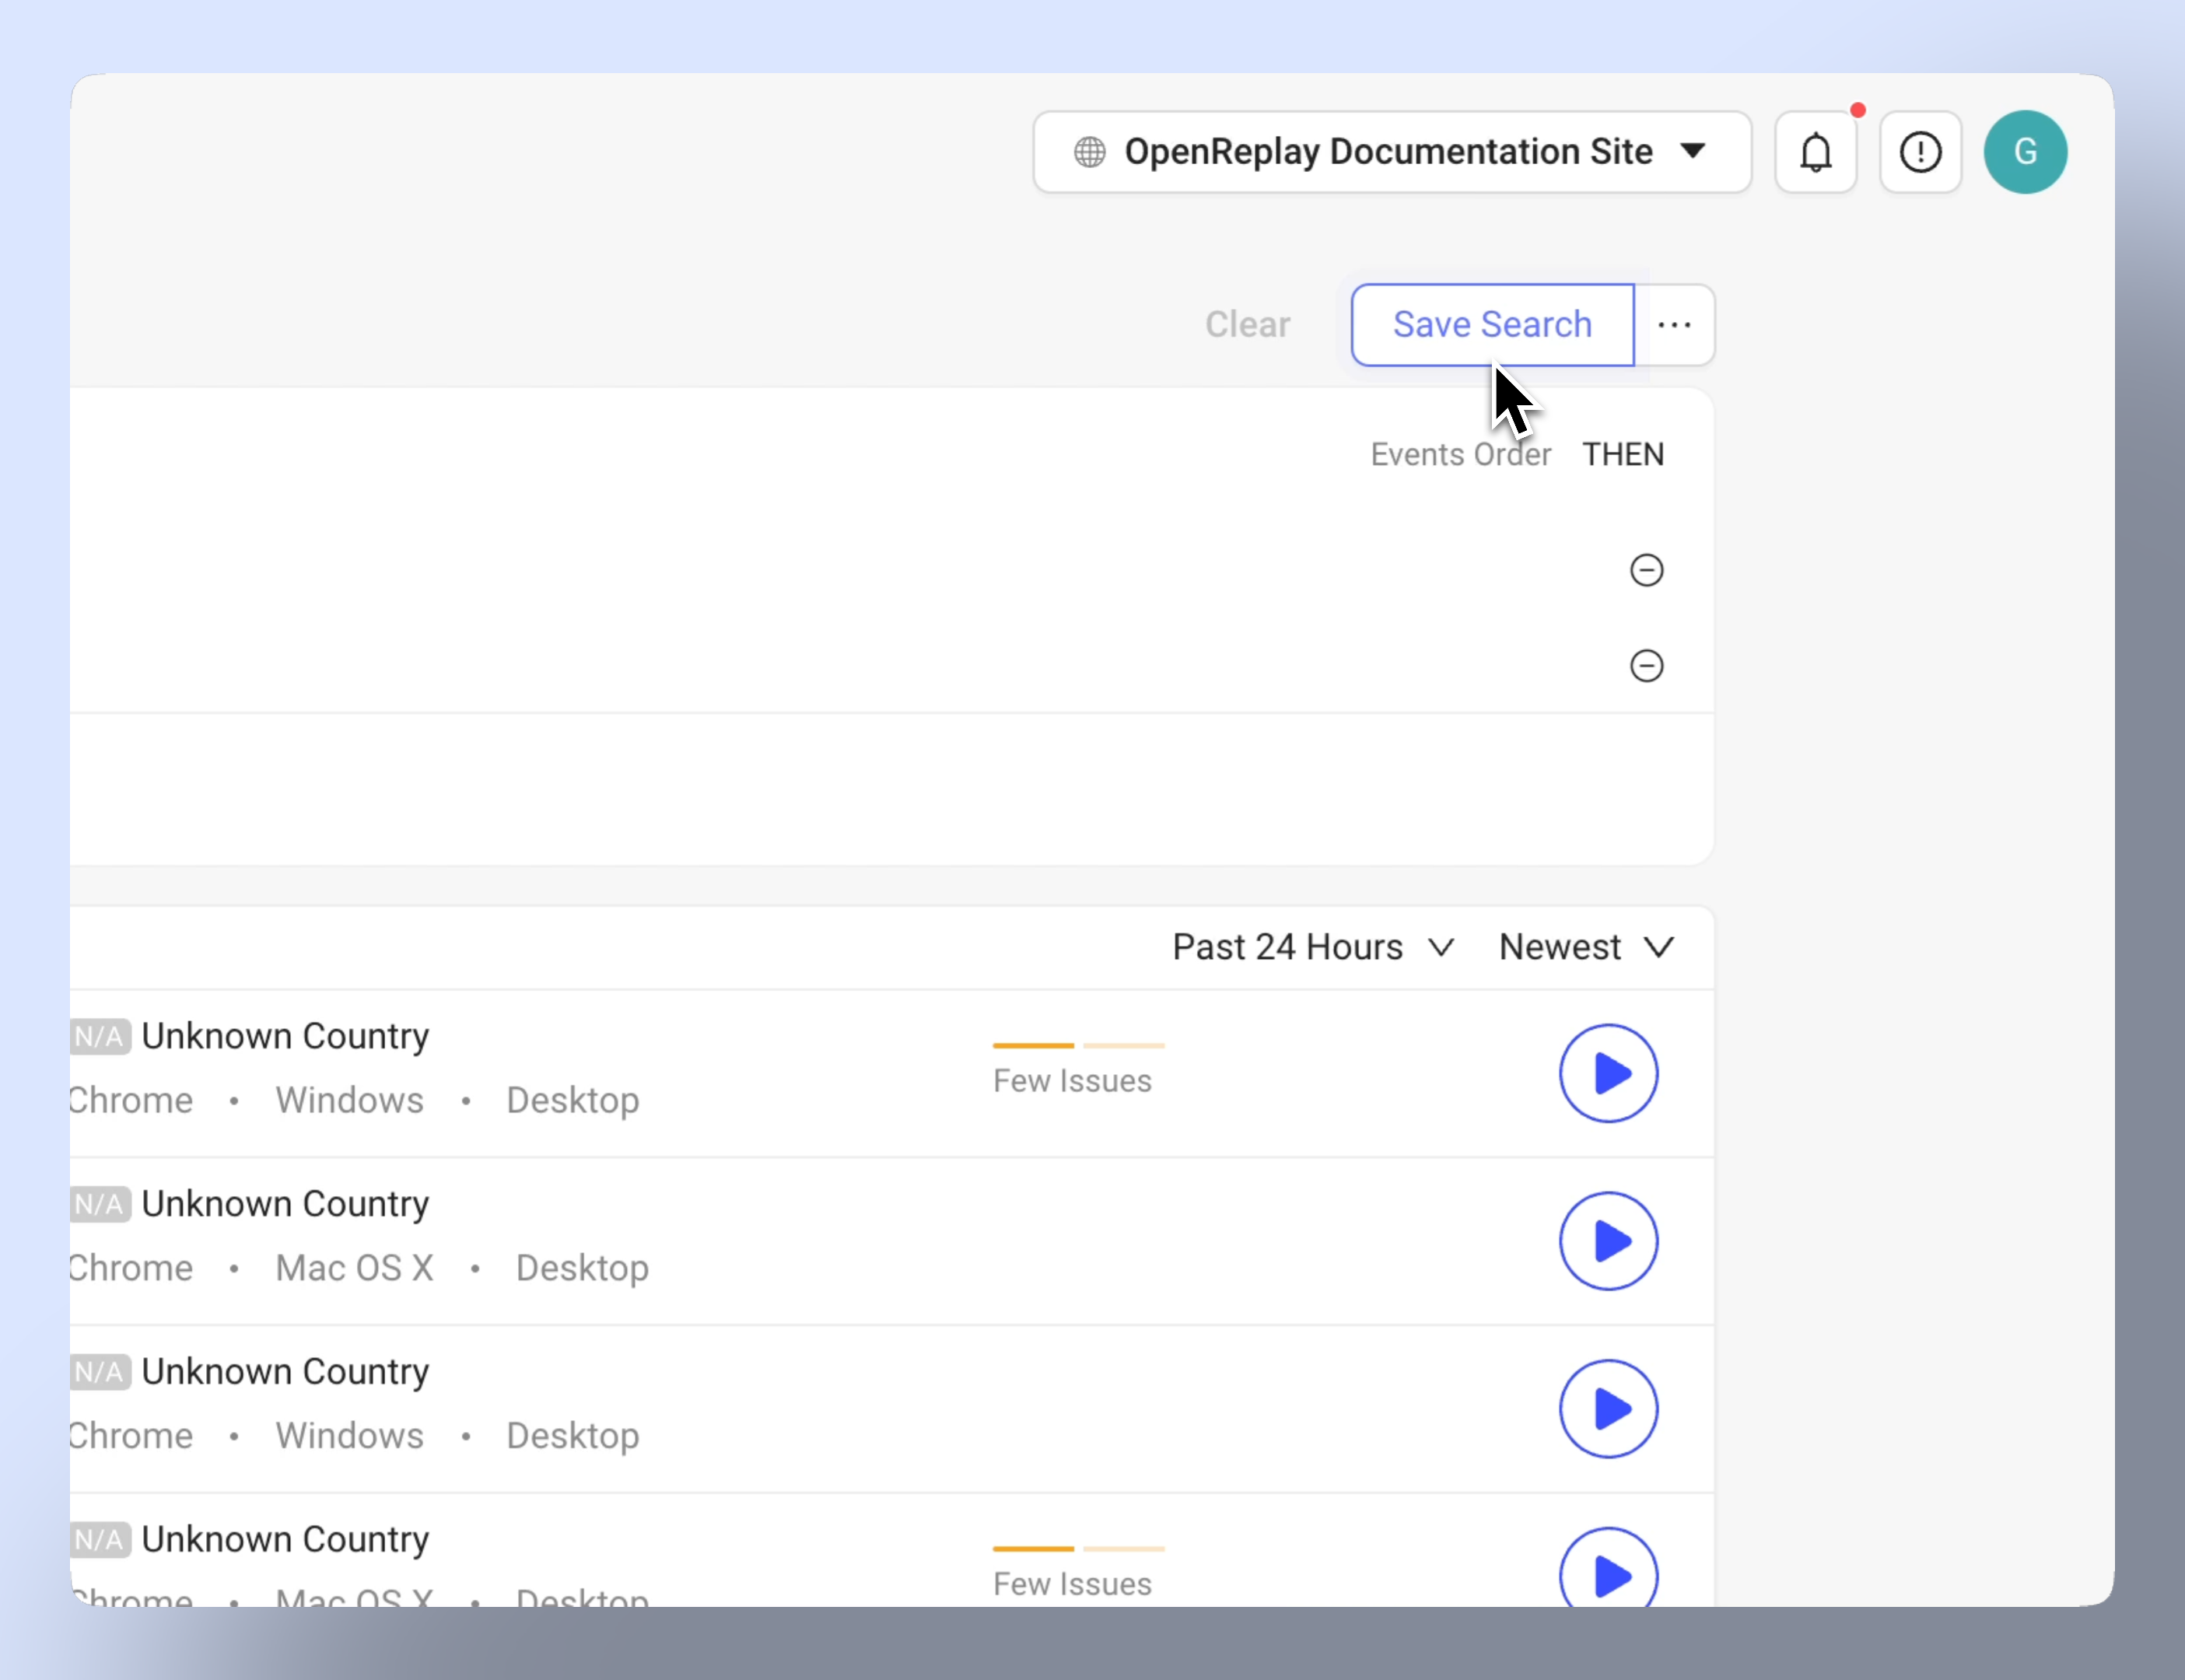 OpenReplay Documentation Site
G
Clear
Save Search
Events Order THEN
Past 24 Hours
Newest
N/A Unknown Country
Chrome • Windows • Desktop
Few Issues
N/A Unknown Country
Chrome • Mac OS X • Desktop
N/A Unknown Country
Chrome • Windows • Desktop
N/A Unknown Country
Chrome • Mac OS X • Desktop
Few Issues